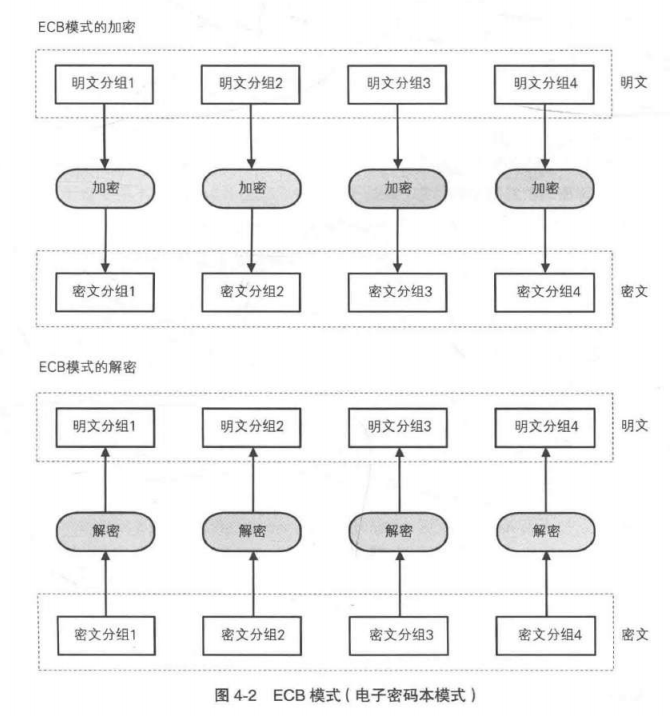 ECB模式的加密
明文分组1 明文分组2 明文分组3 明文分组4 明文
加密 加密 加密 加密
密文分组1 密文分组2 密文分组3 密文分组4 密文
ECB模式的解密
明文分组1 明文分组2 明文分组3 明文分组4 明文
解密 解密 解密 解密
密文分组1 密文分组2 密文分组3 密文分组4 密文
图 4-2 ECB 模式（电子密码本模式）